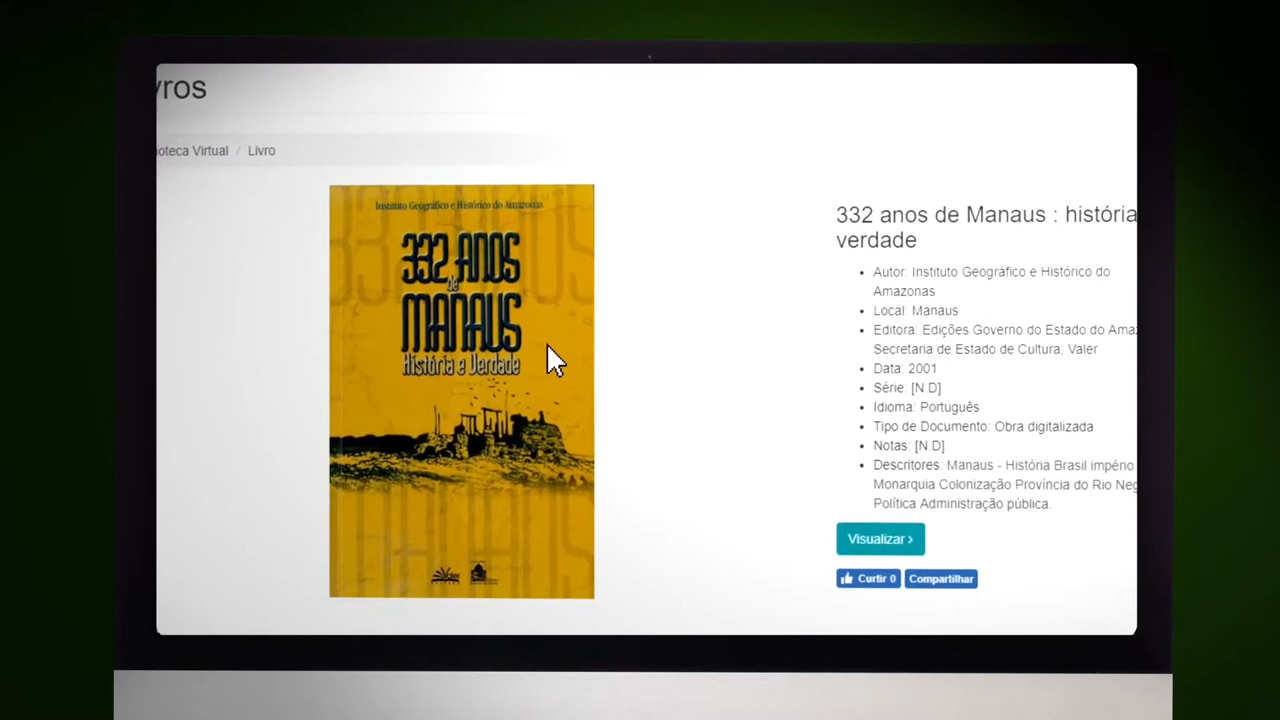 vros
oteca Virtual / Livro
Instituto Geográfico e Histórico do Amazonas
332 ANOS
de
MANAUS
História e Verdade
Valer
332 anos de Manaus : história
verdade
Autor: Instituto Geográfico e Histórico do
Amazonas
Local: Manaus
Editora: Edições Governo do Estado do Ama
Secretaria de Estado de Cultura; Valer
Data: 2001
Série: [N.D]
Idioma: Português
Tipo de Documento: Obra digitalizada
Notas: [N.D]
Descritores: Manaus - História Brasil império
Monarquia Colonização Província do Rio Neg
Política Administração pública.
Visualizar ›
Curtir 0 Compartilhar